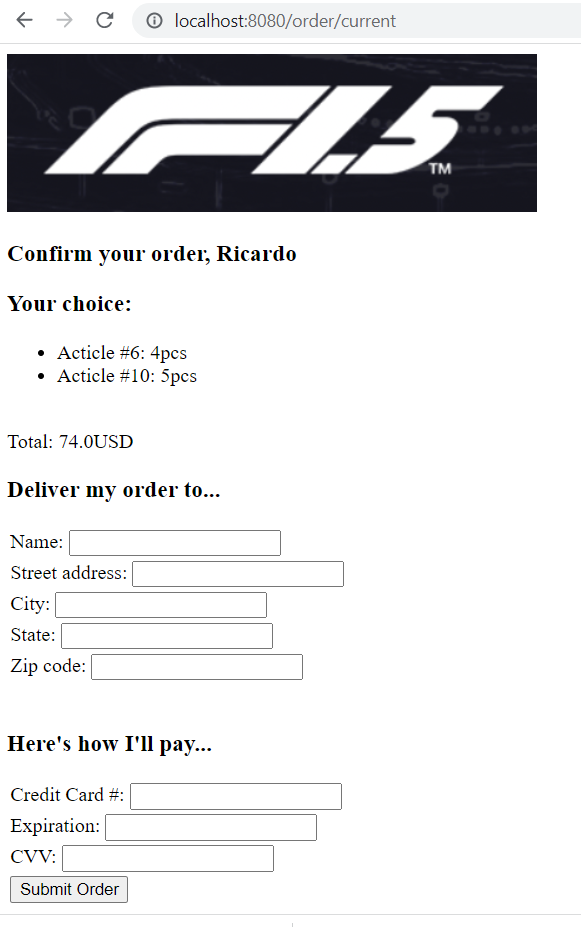 localhost:8080/order/current
F1.5 TM
Confirm your order, Ricardo
Your choice:
Acticle #6: 4pcs
Acticle #10: 5pcs
Total: 74.0USD
Deliver my order to...
Name:
Street address:
City:
State:
Zip code:
Here's how I'll pay...
Credit Card #:
Expiration:
CVV:
Submit Order